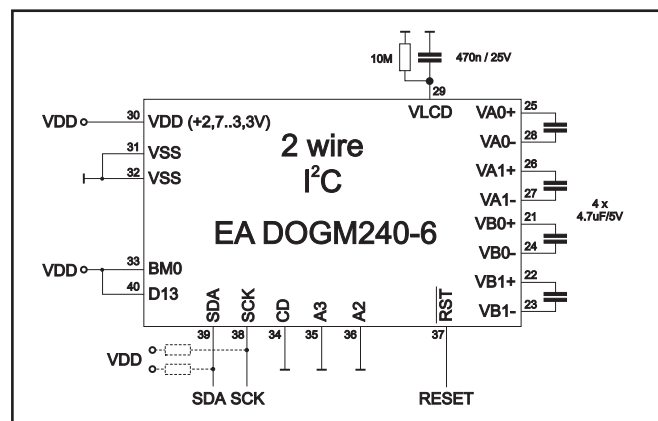 10M
470n / 25V
29
VLCD
30
VDD
VDD (+2,7..3,3V)
31
VSS
32
VSS
2 wire
I²C
EA DOGM240-6
VA0+
25
VA0-
28
VA1+
26
VA1-
27
VB0+
21
VB0-
24
VB1+
22
VB1-
23
4 x
4.7uF/5V
33
VDD
BM0
40
D13
SDA
SCK
CD
A3
A2
RST
39
38
34
35
36
37
VDD
SDA SCK
RESET